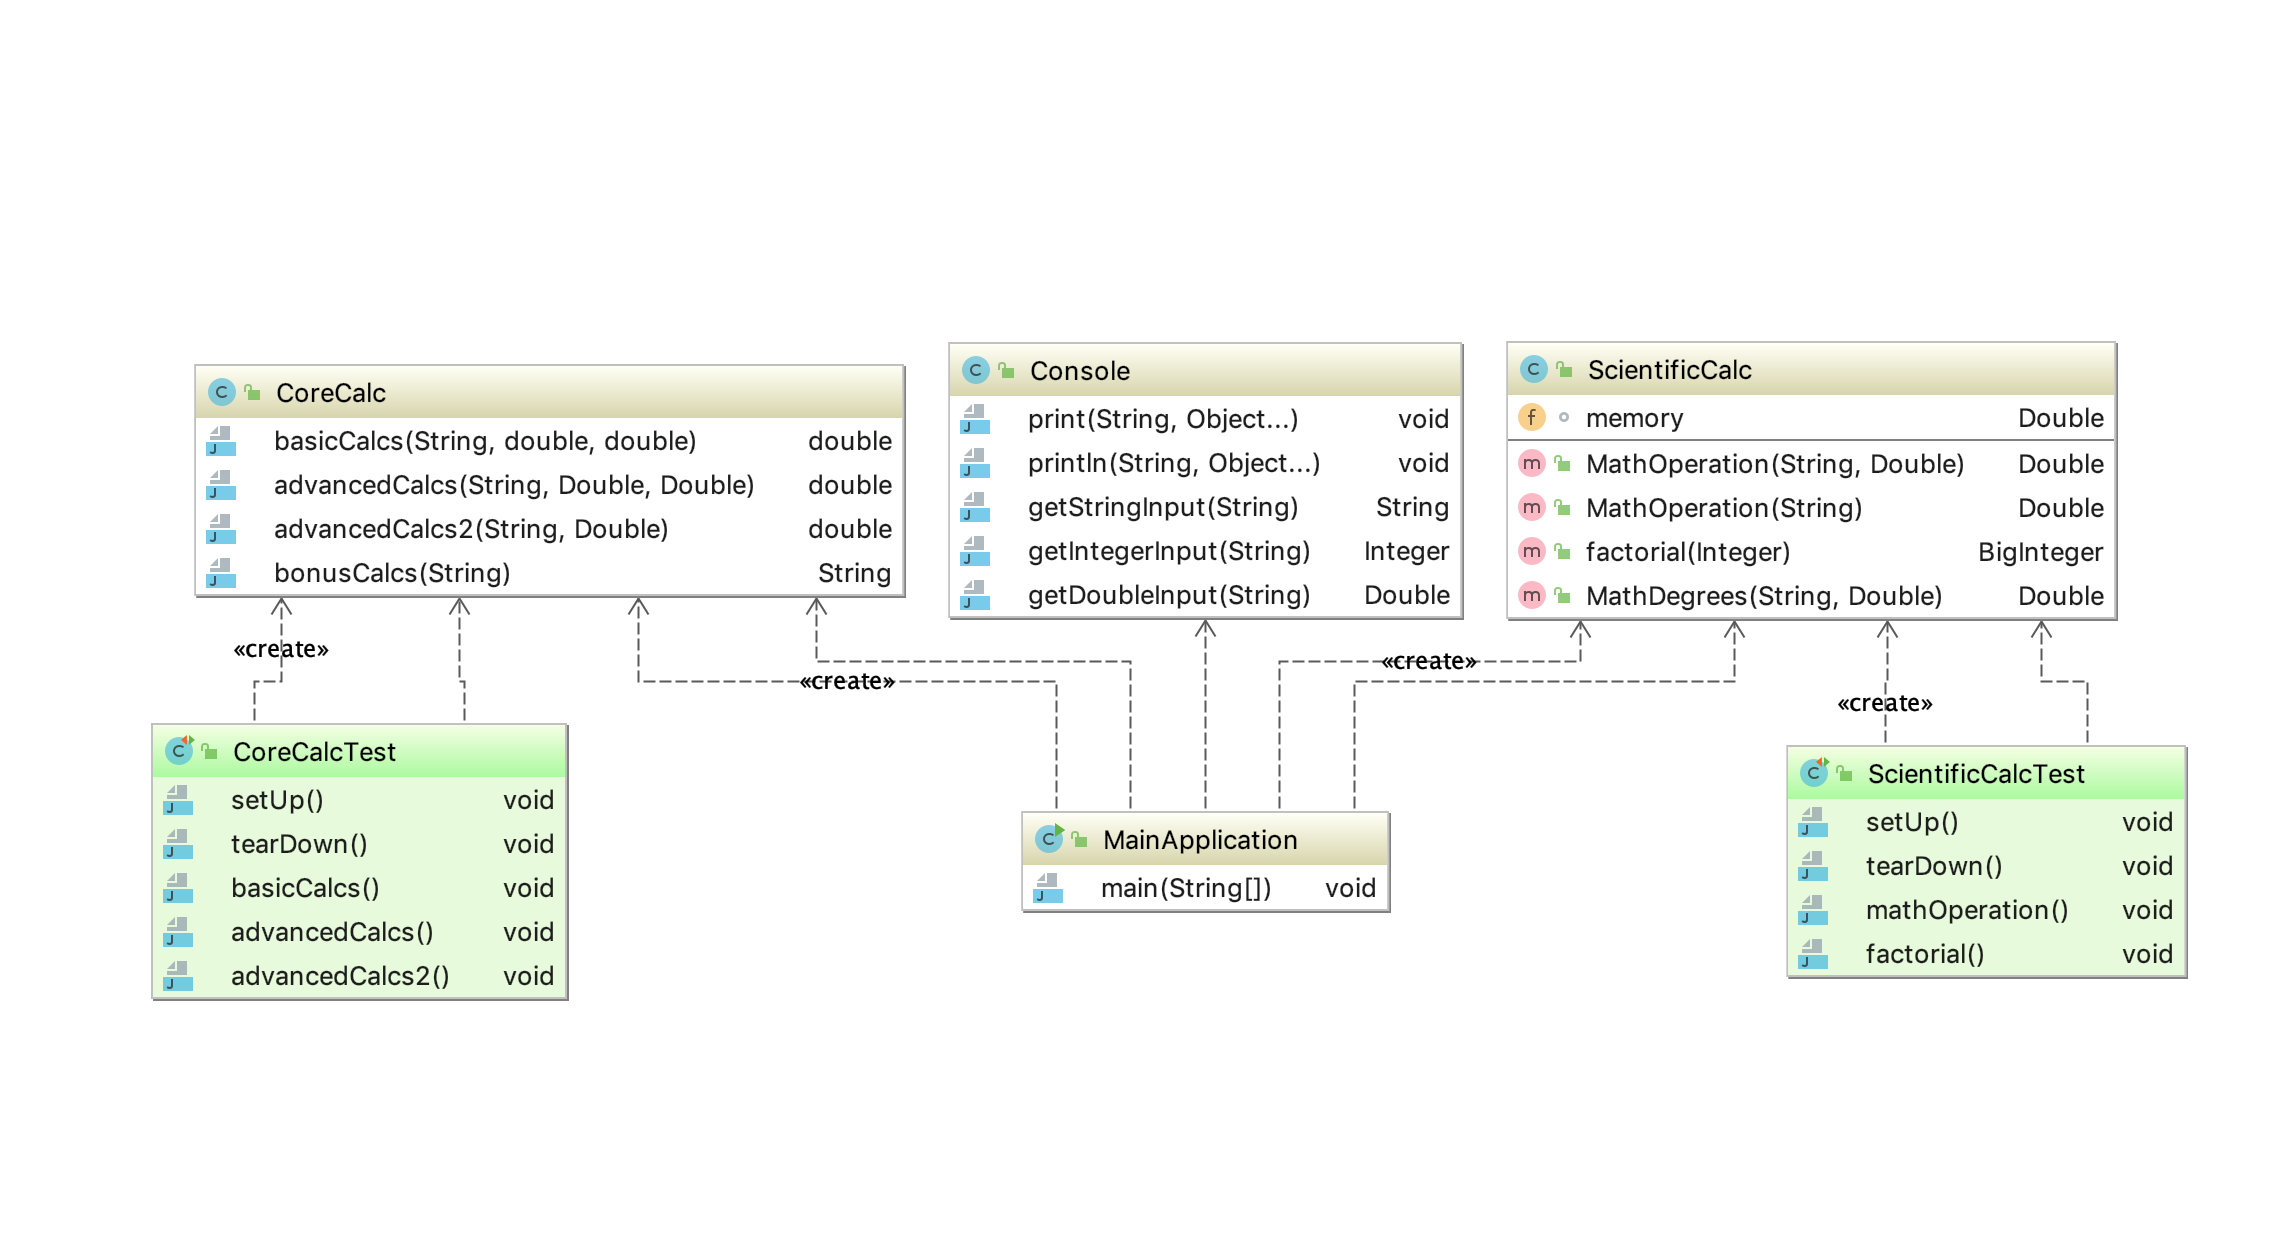 CoreCalc
basicCalcs(String, double, double) double
advancedCalcs(String, Double, Double) double
advancedCalcs2(String, Double) double
bonusCalcs(String) String
Console
print(String, Object...) void
println(String, Object...) void
getStringInput(String) String
getIntegerInput(String) Integer
getDoubleInput(String) Double
ScientificCalc
memory Double
MathOperation(String, Double) Double
MathOperation(String) Double
factorial(Integer) BigInteger
MathDegrees(String, Double) Double
«create»
«create»
«create»
«create»
CoreCalcTest
setUp() void
tearDown() void
basicCalcs() void
advancedCalcs() void
advancedCalcs2() void
MainApplication
main(String[]) void
ScientificCalcTest
setUp() void
tearDown() void
mathOperation() void
factorial() void